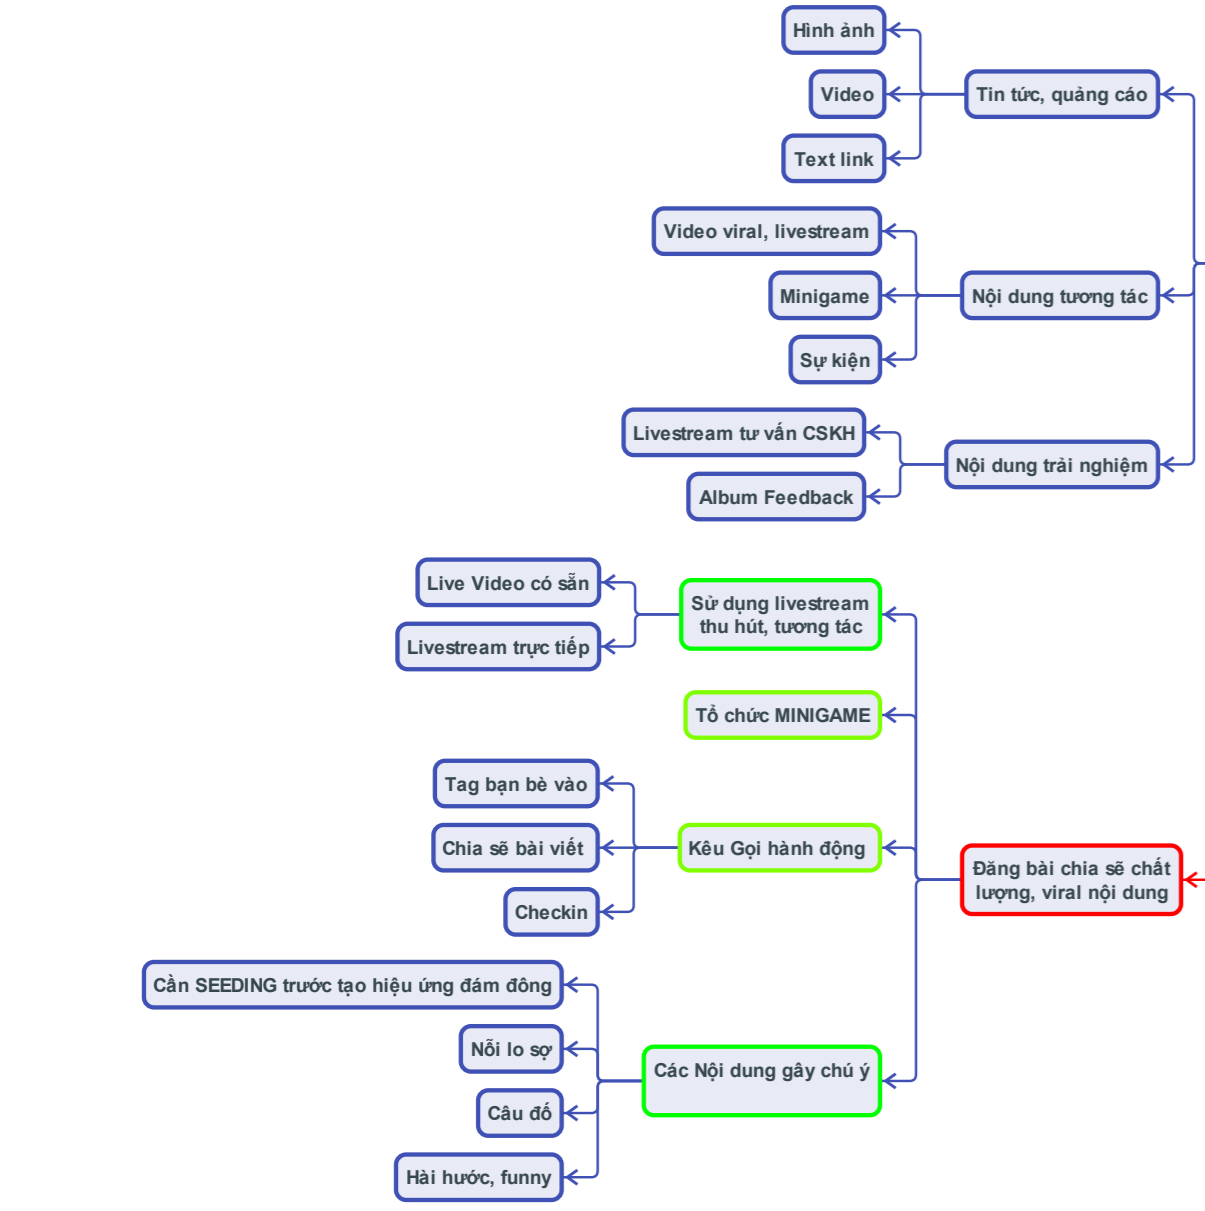 Hình ảnh
Video
Tin tức, quảng cáo
Text link
Video viral, livestream
Minigame
Nội dung tương tác
Sự kiện
Livestream tư vấn CSKH
Nội dung trải nghiệm
Album Feedback
Live Video có sẵn
Sử dụng livestream
thu hút, tương tác
Livestream trực tiếp
Tổ chức MINIGAME
Tag bạn bè vào
Chia sẽ bài viết
Kêu Gọi hành động
Checkin
Đăng bài chia sẽ chất
lượng, viral nội dung
Cần SEEDING trước tạo hiệu ứng đám đông
Nỗi lo sợ
Các Nội dung gây chú ý
Câu đố
Hài hước, funny